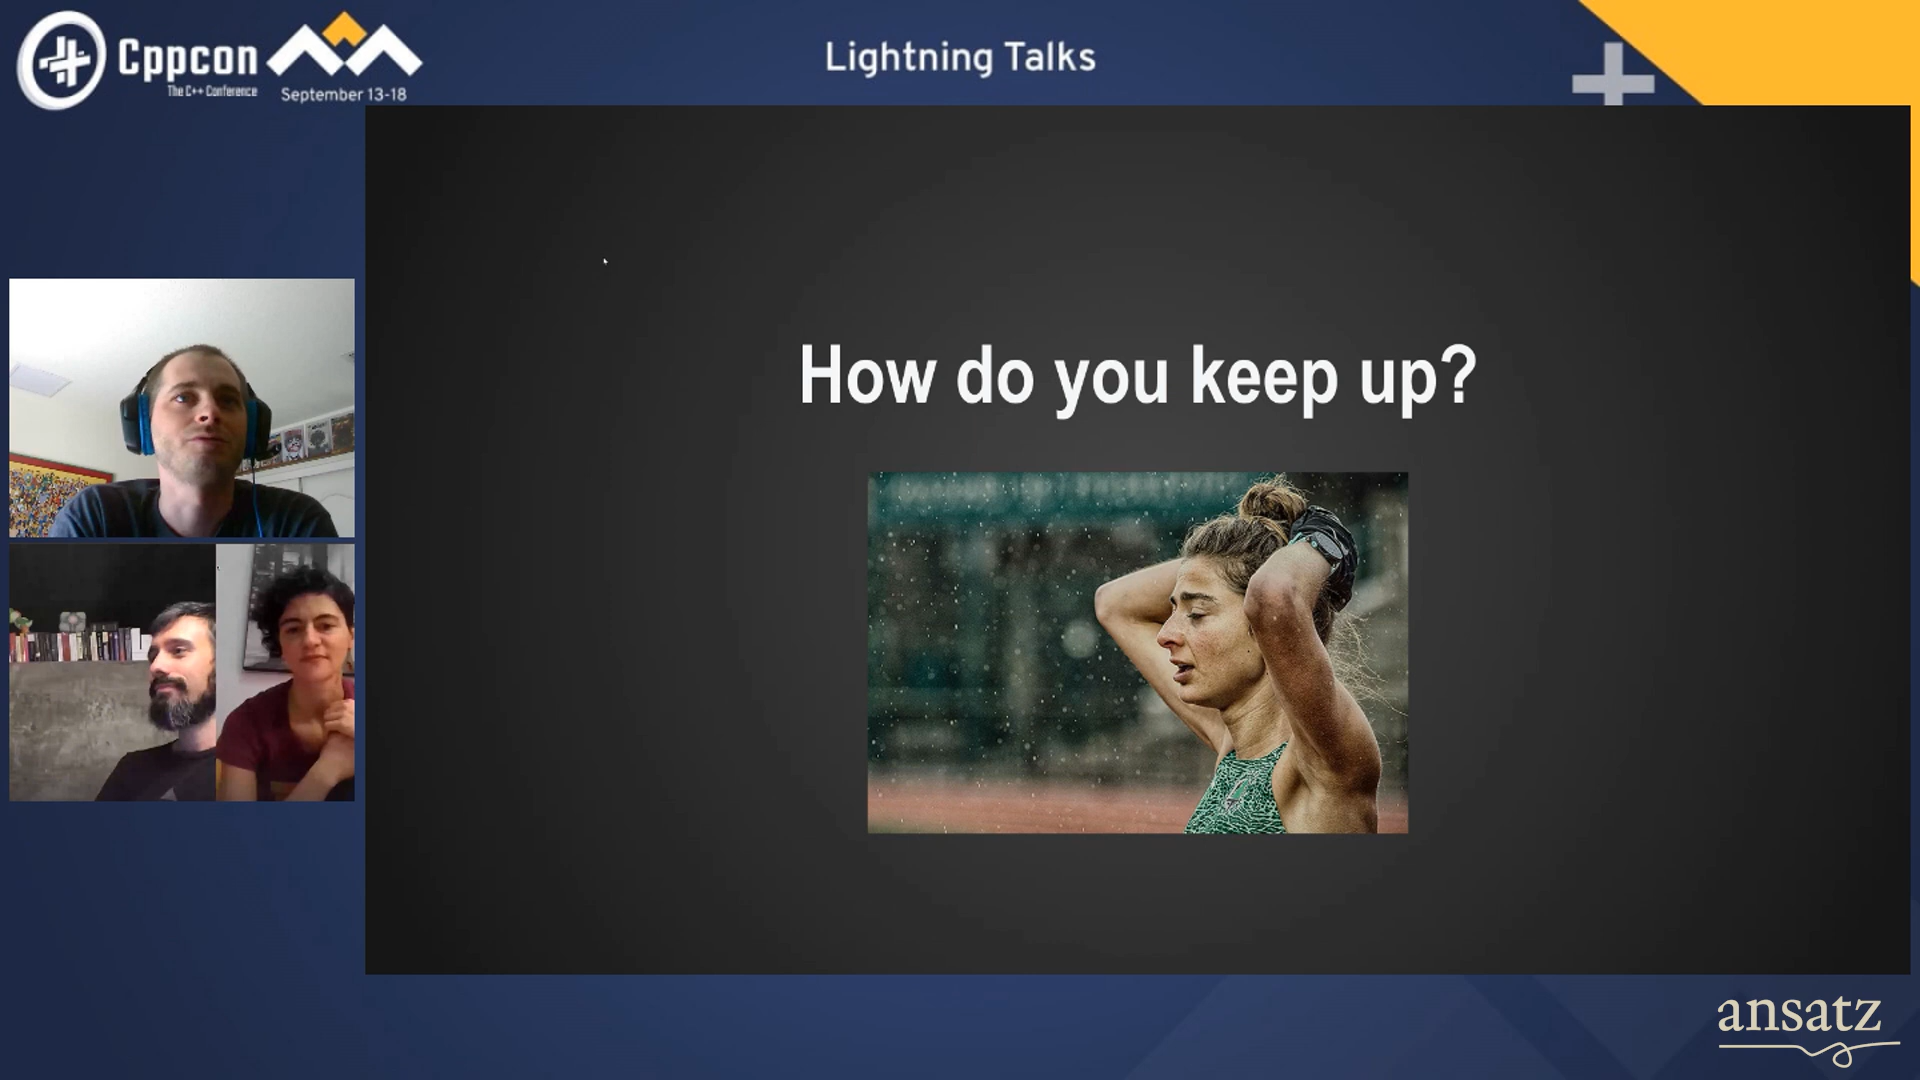 Cppcon
The C++ Conference
September 13-18
Lightning Talks
How do you keep up?
ansatz